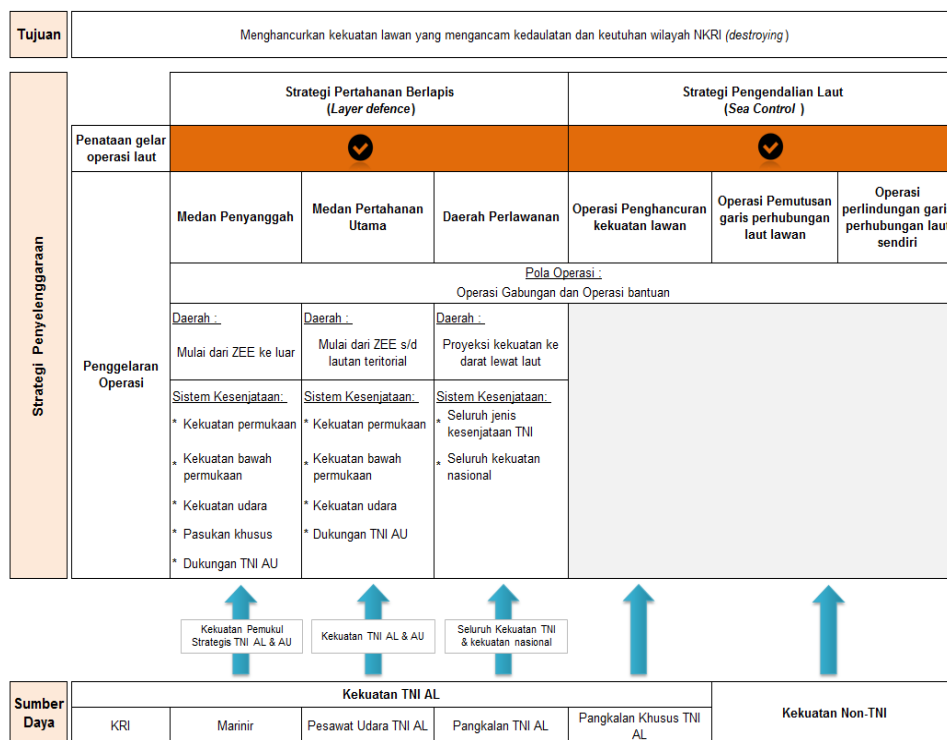 Tujuan
Menghancurkan kekuatan lawan yang mengancam kedaulatan dan keutuhan wilayah NKRI (destroying)
Strategi Penyelenggaraan
Strategi Pertahanan Berlapis
(Layer defence)
Strategi Pengendalian Laut
(Sea Control )
Penataan gelar
operasi laut
Penggelaran
Operasi
Medan Penyanggah
Medan Pertahanan
Utama
Daerah Perlawanan
Operasi Penghancuran
kekuatan lawan
Operasi Pemutusan
garis perhubungan
laut lawan
Operasi
perlindungan garis
perhubungan laut
sendiri
Pola Operasi :
Operasi Gabungan dan Operasi bantuan
Daerah :
Mulai dari ZEE ke luar
Daerah :
Mulai dari ZEE s/d
lautan teritorial
Daerah :
Proyeksi kekuatan ke
darat lewat laut
Sistem Kesenjataan:
* Kekuatan permukaan
* Kekuatan bawah
permukaan
* Kekuatan udara
* Pasukan khusus
* Dukungan TNI AU
Sistem Kesenjataan:
* Kekuatan permukaan
* Kekuatan bawah
permukaan
* Kekuatan udara
* Dukungan TNI AU
Sistem Kesenjataan:
* Seluruh jenis
kesenjataan TNI
* Seluruh kekuatan
nasional
Kekuatan Pemukul
Strategis TNI AL & AU
Kekuatan TNI AL & AU
Seluruh Kekuatan TNI
& kekuatan nasional
Sumber
Daya
Kekuatan TNI AL
KRI
Marinir
Pesawat Udara TNI AL
Pangkalan TNI AL
Pangkalan Khusus TNI
AL
Kekuatan Non-TNI